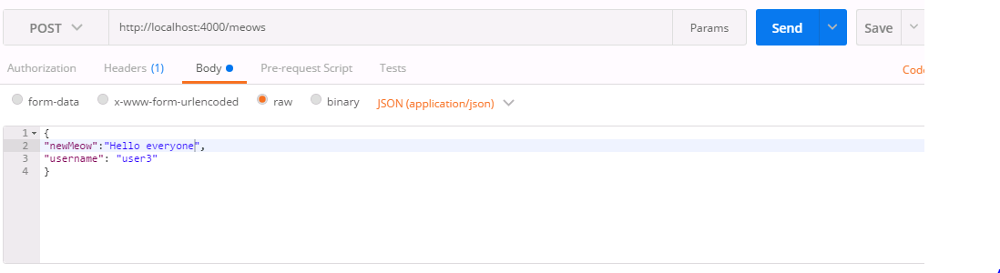 POST http://localhost:4000/meows Params Send Save
Authorization Headers (1) Body Pre-request Script Tests Code
form-data x-www-form-urlencoded raw binary JSON (application/json)
1 {
2 "newMeow":"Hello everyone",
3 "username": "user3"
4 }